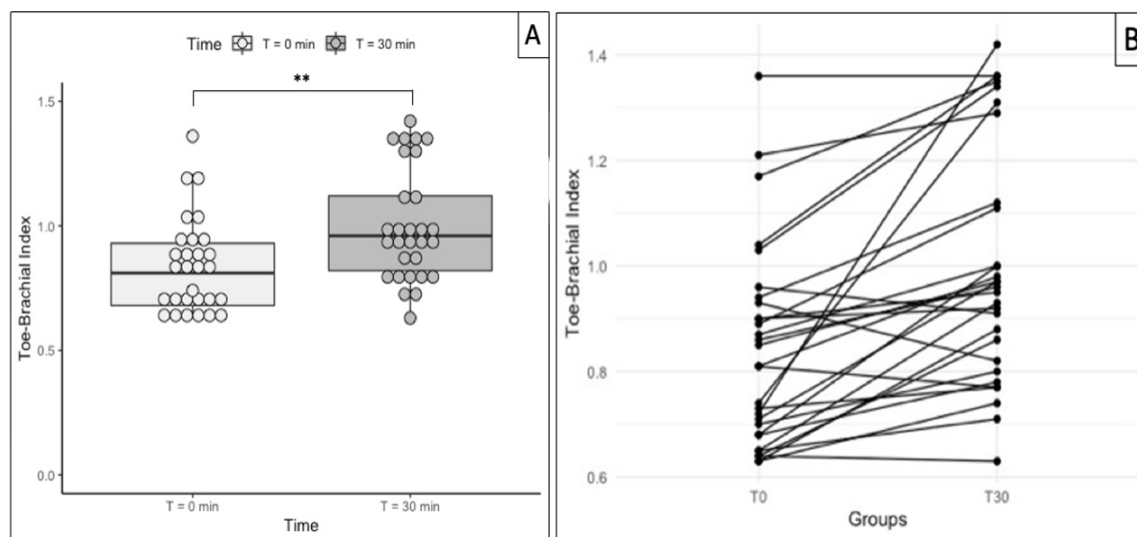 A
Time T = 0 min T = 30 min
**
Toe-Brachial Index
1.5
1.0
0.5
0.0
T = 0 min T = 30 min
Time
B
Toe-Brachial Index
1.4
1.2
1.0
0.8
0.6
T0 T30
Groups